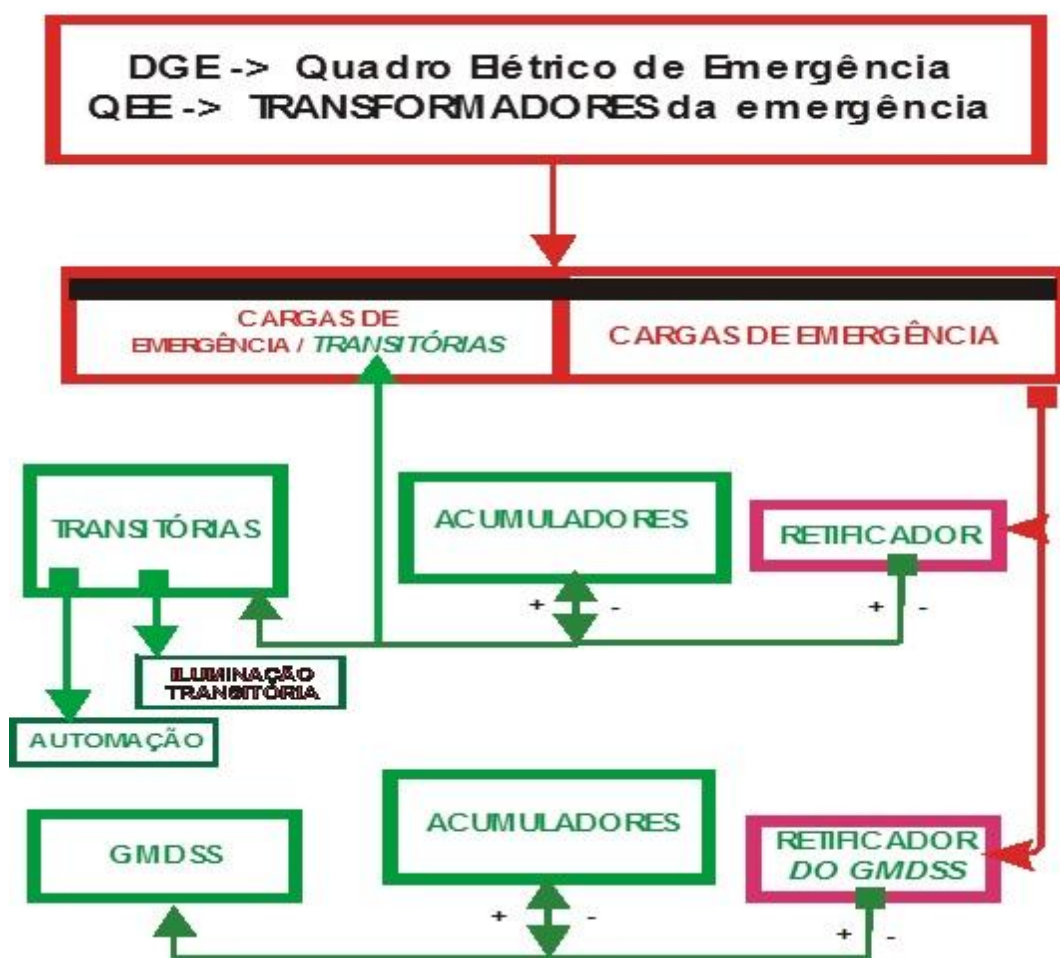 DGE -> Quadro Elétrico de Emergência
QEE -> TRANSFORMADORES da emergência
CARGAS DE
EMERGÊNCIA / TRANSITÓRIAS
CARGAS DE EMERGÊNCIA
TRANSITÓRIAS
ACUMULADORES
RETIFICADOR
+ -
+ -
ILUMINAÇÃO
TRANSITÓRIA
AUTOMAÇÃO
GMDSS
ACUMULADORES
RETIFICADOR
DO GMDSS
+ -
+ -